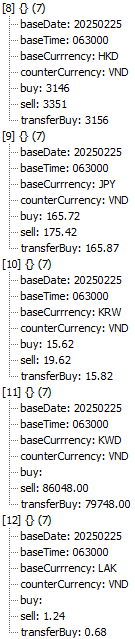 [8] {} (7)
baseDate: 20250225
baseTime: 063000
baseCurrrency: HKD
counterCurrency: VND
buy: 3146
sell: 3351
transferBuy: 3156
[9] {} (7)
baseDate: 20250225
baseTime: 063000
baseCurrrency: JPY
counterCurrency: VND
buy: 165.72
sell: 175.42
transferBuy: 165.87
[10] {} (7)
baseDate: 20250225
baseTime: 063000
baseCurrrency: KRW
counterCurrency: VND
buy: 15.62
sell: 19.62
transferBuy: 15.82
[11] {} (7)
baseDate: 20250225
baseTime: 063000
baseCurrrency: KWD
counterCurrency: VND
buy:
sell: 86048.00
transferBuy: 79748.00
[12] {} (7)
baseDate: 20250225
baseTime: 063000
baseCurrrency: LAK
counterCurrency: VND
buy:
sell: 1.24
transferBuy: 0.68